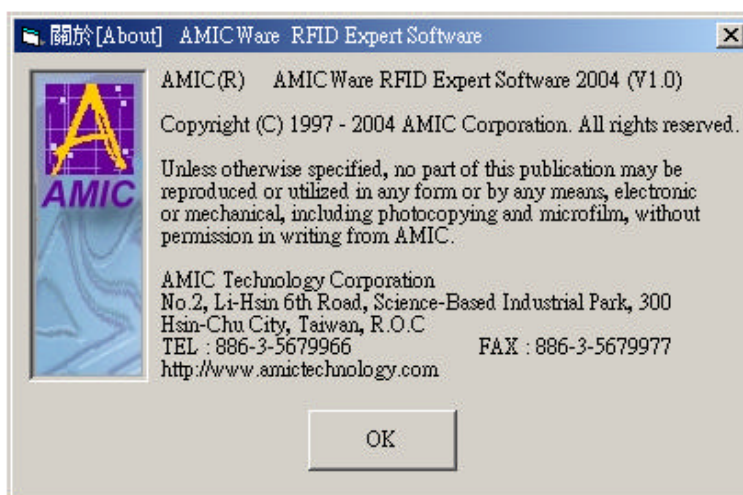 關於[About] AMICWare RFID Expert Software
AMIC
AMIC(R) AMICWare RFID Expert Software 2004 (V1.0)
Copyright (C) 1997 - 2004 AMIC Corporation. All rights reserved.
Unless otherwise specified, no part of this publication may be
reproduced or utilized in any form or by any means, electronic
or mechanical, including photocopying and microfilm, without
permission in writing from AMIC.
AMIC Technology Corporation
No.2, Li-Hsin 6th Road, Science-Based Industrial Park, 300
Hsin-Chu City, Taiwan, R.O.C
TEL : 886-3-5679966 FAX : 886-3-5679977
http://www.amictechnology.com
OK